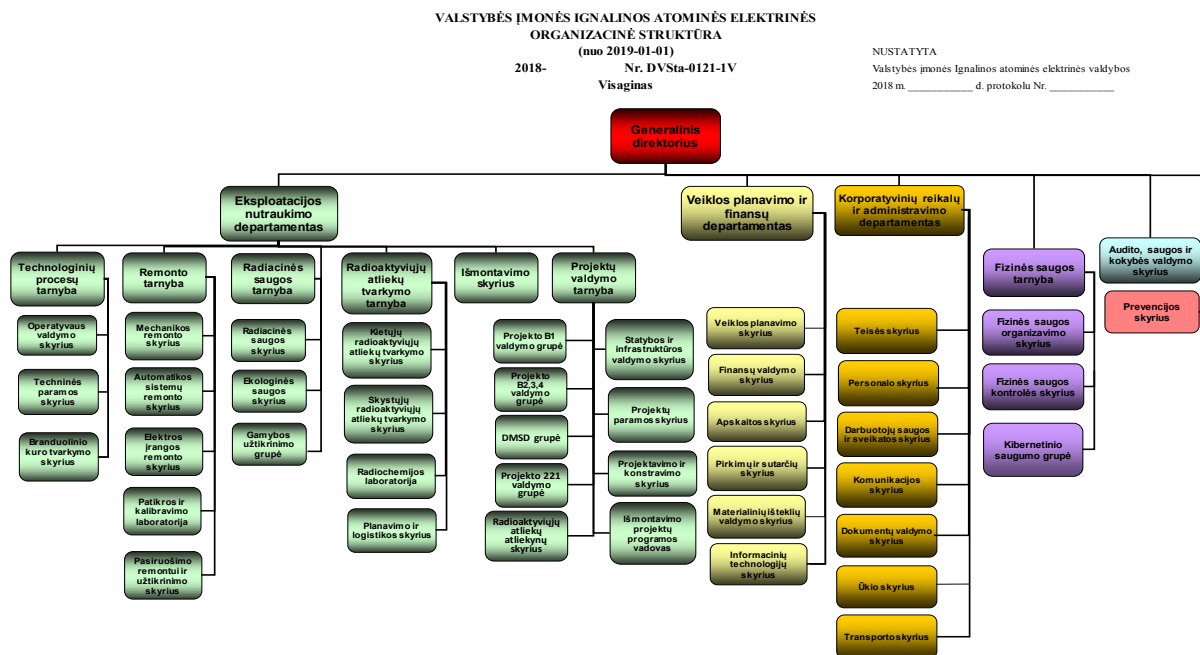 VALSTYBĖS ĮMONĖS IGNALINOS ATOMINĖS ELEKTRINĖS
ORGANIZACINĖ STRUKTŪRA
(nuo 2019-01-01)
2018- Nr. DVSta-0121-1V
Visaginas
NUSTATYTA
Valstybės įmonės Ignalinos atominės elektrinės valdybos
2018 m. ___________ d. protokolu Nr. ___________
Generalinis
direktorius
Eksploatacijos
nutraukimo
departamentas
Veiklos planavimo ir
finansų
departamentas
Korporatyvinių reikalų
ir administravimo
departamentas
Technologinių
procesų
tarnyba
Operatyvaus
valdymo
skyrius
Techninės
paramos
skyrius
Branduolinio
kuro tvarkymo
skyrius
Remonto
tarnyba
Mechanikos
remonto
skyrius
Automatikos
sistemų
remonto
skyrius
Elektros
įrangos
remonto skyrius
Patikros ir
kalibravimo
laboratorija
Pasiruošimo
remontui ir
užtikrinimo
skyrius
Radiacinės
saugos
tarnyba
Radiacinės
saugos
skyrius
Ekologinės
saugos
skyrius
Gamybos
užtikrinimo
grupė
Radioaktyviųjų
atliekų
tvarkymo
tarnyba
Kietųjų
radioaktyviųjų
atliekų tvarkymo
skyrius
Skystųjų
radioaktyviųjų
atliekų tvarkymo
skyrius
Radiochemijos
laboratorija
Planavimo ir
logistikos skyrius
Išmontavimo
skyrius
Projektų
valdymo
tarnyba
Projekto B1
valdymo grupė
Projekto
B2,3,4
valdymo
grupė
DMSD grupė
Projekto 221
valdymo
grupė
Radioaktyviųjų
atliekų
atliekynų
skyrius
Statybos ir
infrastruktūros
valdymo skyrius
Projektų
paramos skyrius
Projektavimo ir
konstravimo
skyrius
Išmontavimo
projektų
programos
vadovas
Veiklos planavimo
skyrius
Finansų valdymo
skyrius
Apskaitos skyrius
Pirkimų ir sutarčių
skyrius
Materialinių išteklių
valdymo skyrius
Informacinių
technologijų
skyrius
Teisės skyrius
Personalo skyrius
Darbuotojų saugos
ir sveikatos skyrius
Komunikacijos
skyrius
Dokumentų valdymo
skyrius
Ūkio skyrius
Transporto skyrius
Fizinės saugos
tarnyba
Fizinės saugos
organizavimo
skyrius
Fizinės saugos
kontrolės skyrius
Kibernetinio
saugumo grupė
Audito, saugos ir
kokybės valdymo
skyrius
Prevencijos
skyrius